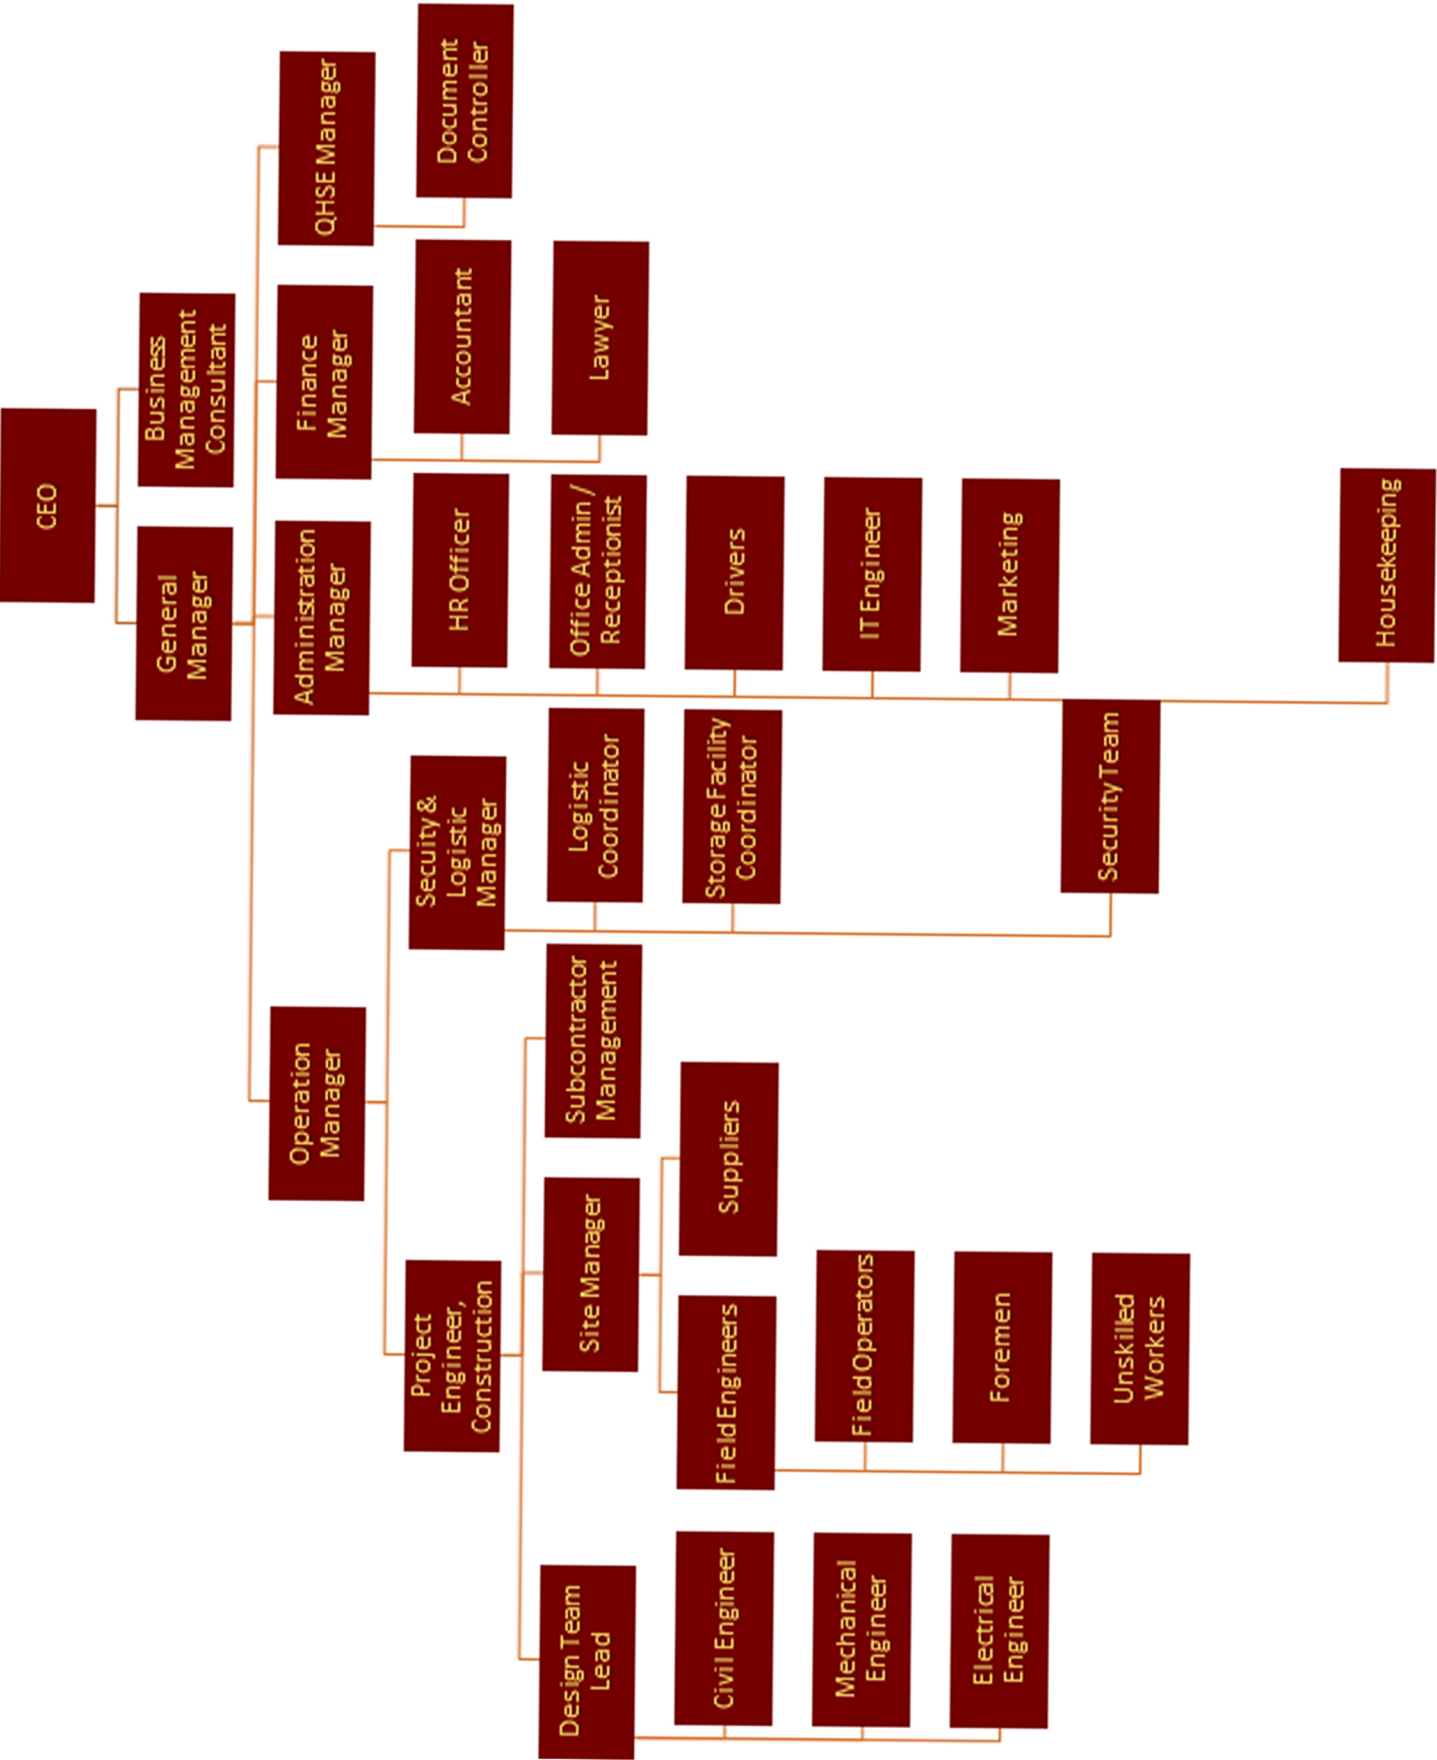 CEO
General
Manager
Business
Management
Consultant
Operation
Manager
Administration
Manager
Finance
Manager
QHSE Manager
Project
Engineer,
Construction
Secuity &
Logistic
Manager
HR Officer
Accountant
Document
Controller
Design Team
Lead
Site Manager
Subcontractor
Management
Logistic
Coordinator
Office Admin /
Receptionist
Lawyer
Civil Engineer
Field Engineers
Suppliers
Storage Facility
Coordinator
Drivers
Mechanical
Engineer
Field Operators
IT Engineer
Electrical
Engineer
Foremen
Marketing
Unskilled
Workers
Security Team
Housekeeping